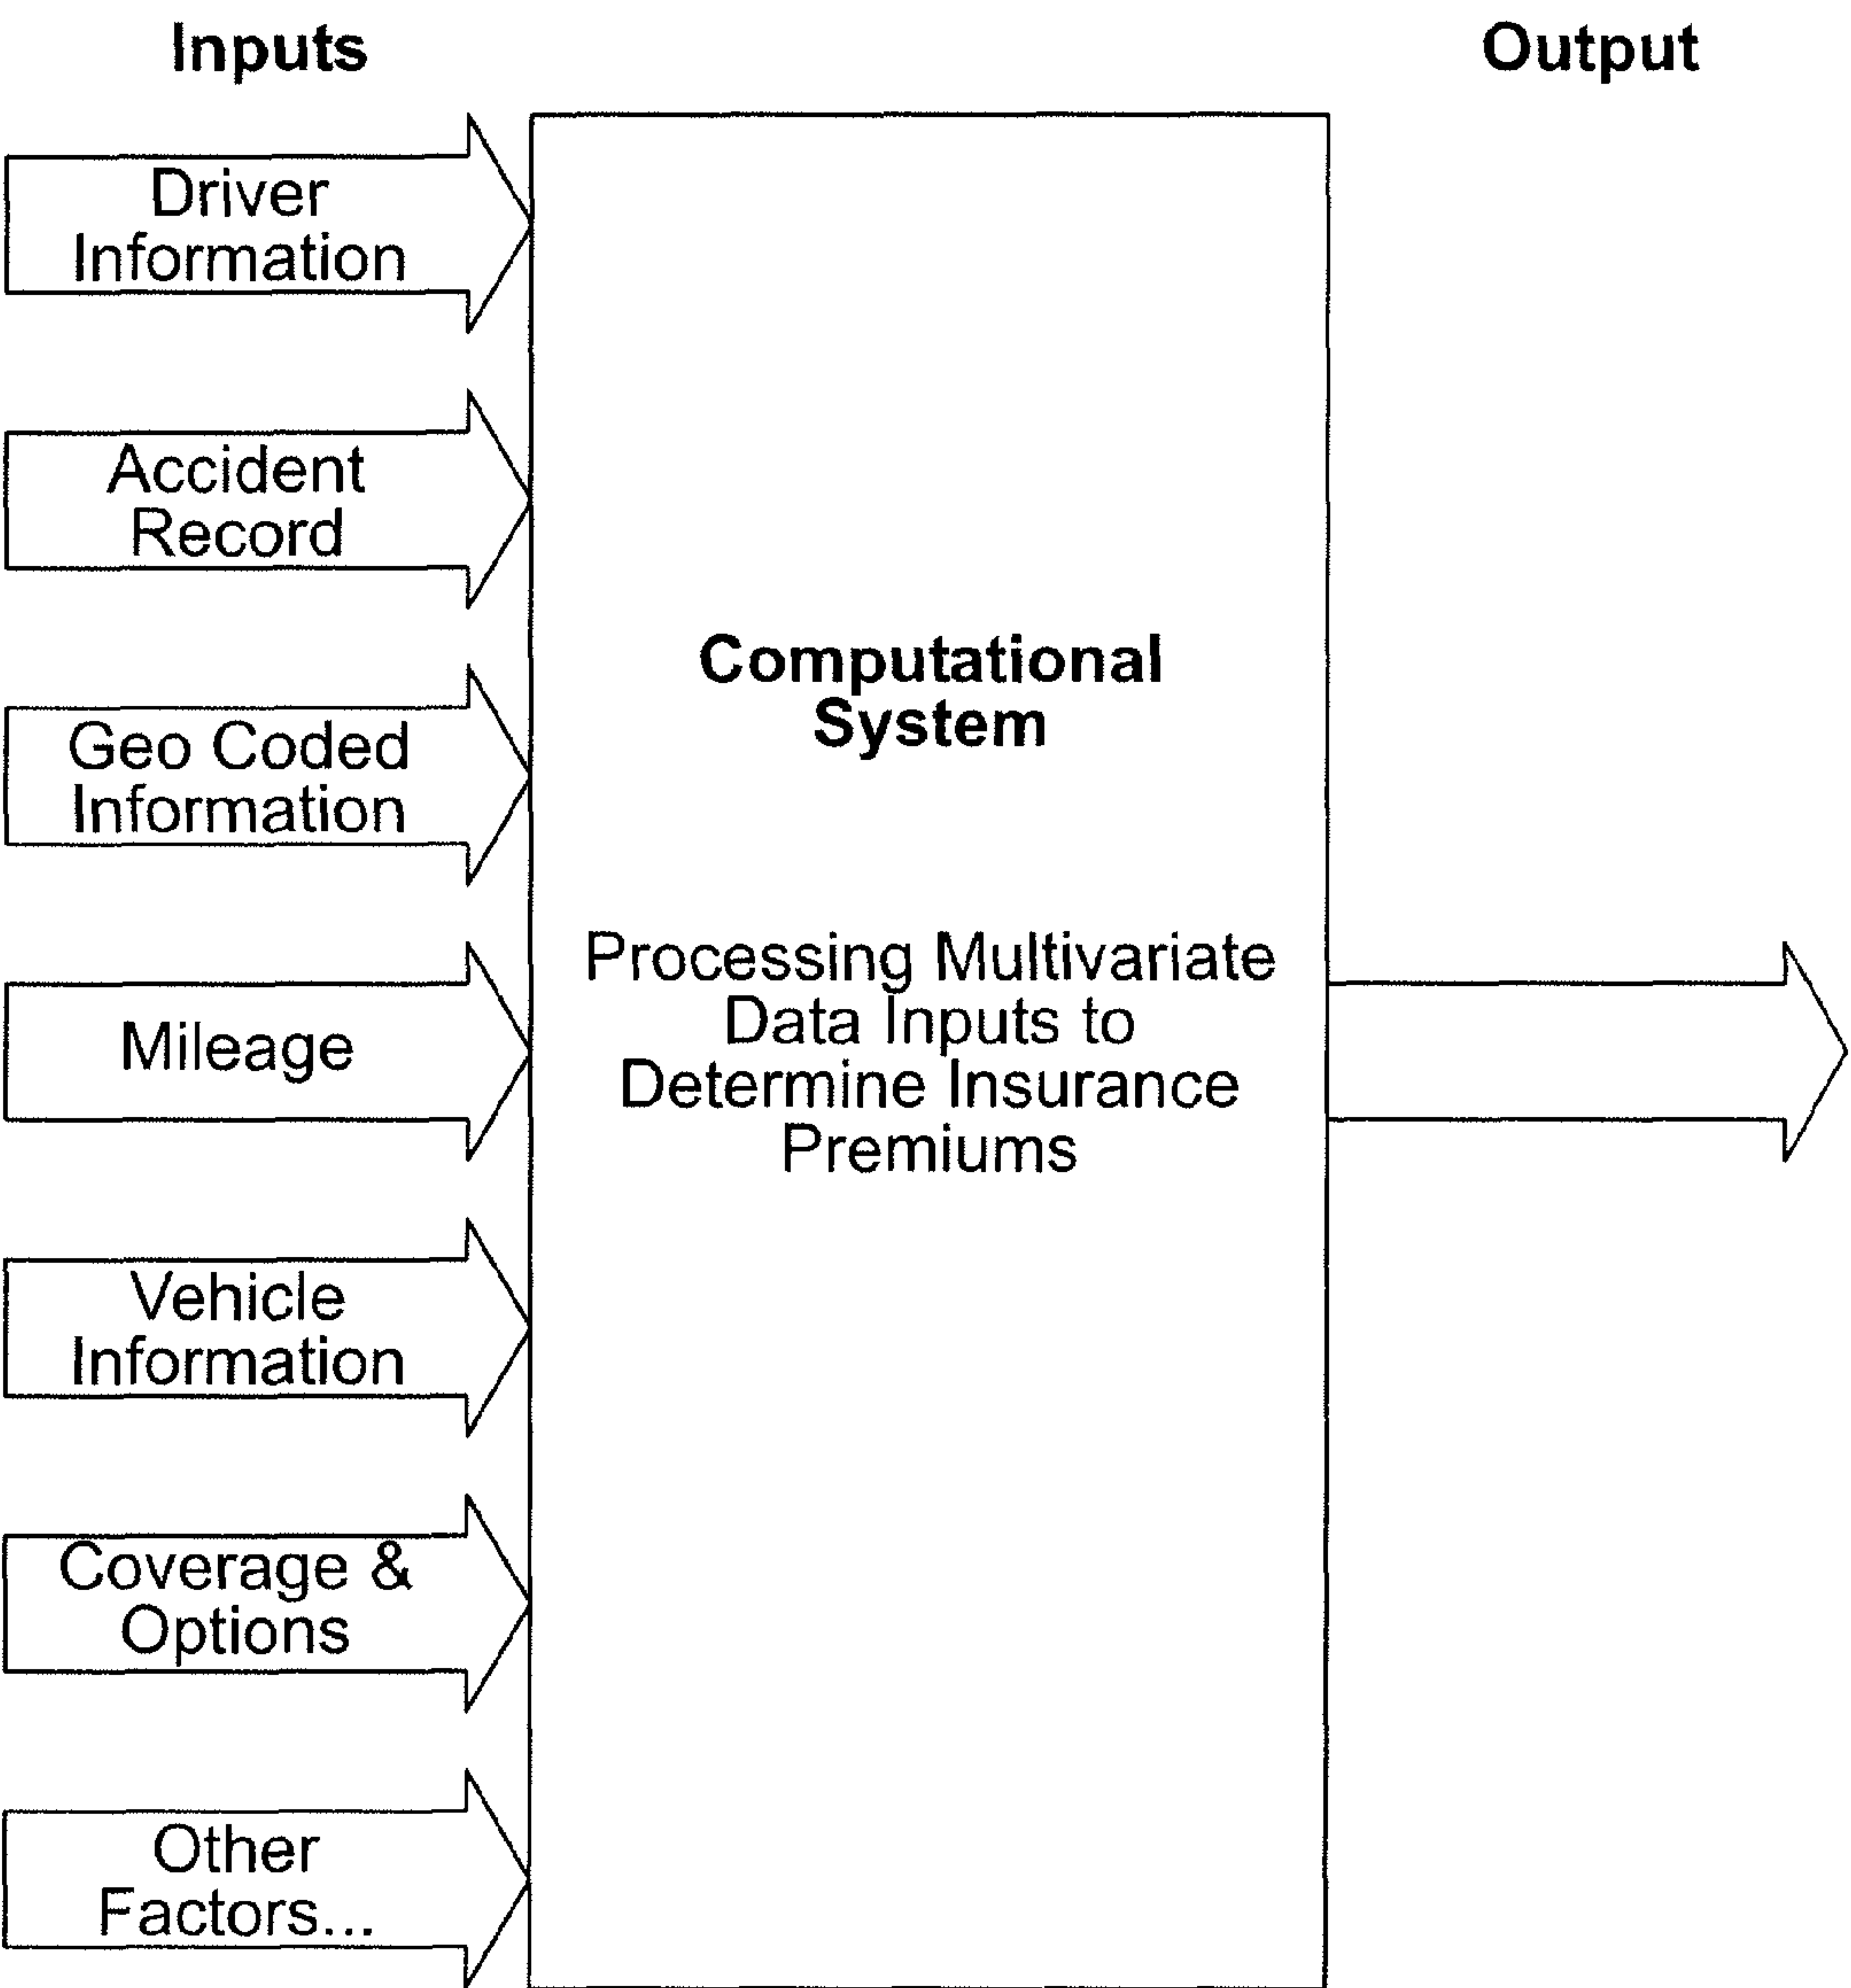 Inputs
Output
Driver
Information
Accident
Record
Geo Coded
Information
Mileage
Vehicle
Information
Coverage &
Options
Other
Factors...
Computational
System
Processing Multivariate
Data Inputs to
Determine Insurance
Premiums